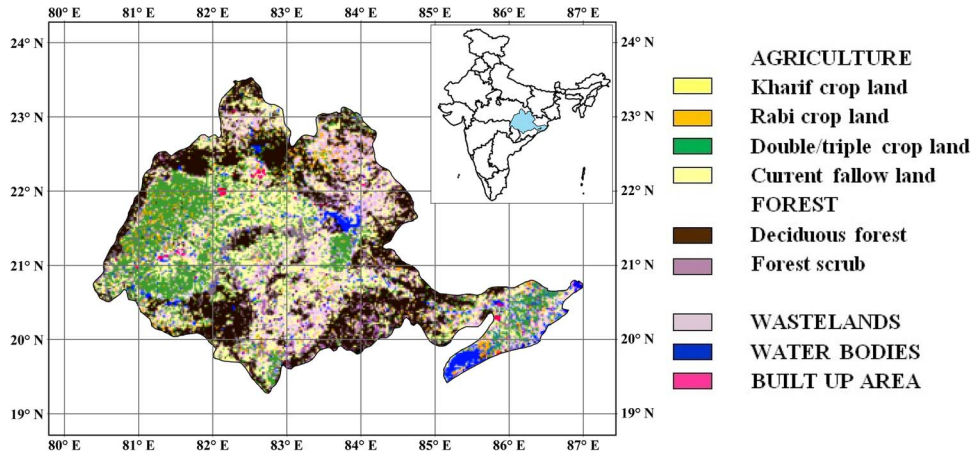 80° E 81° E 82° E 83° E 84° E 85° E 86° E 87° E
24° N 24° N
23° N 23° N
22° N 22° N
21° N 21° N
20° N 20° N
19° N 19° N
80° E 81° E 82° E 83° E 84° E 85° E 86° E 87° E
AGRICULTURE
Kharif crop land
Rabi crop land
Double/triple crop land
Current fallow land
FOREST
Deciduous forest
Forest scrub
WASTELANDS
WATER BODIES
BUILT UP AREA